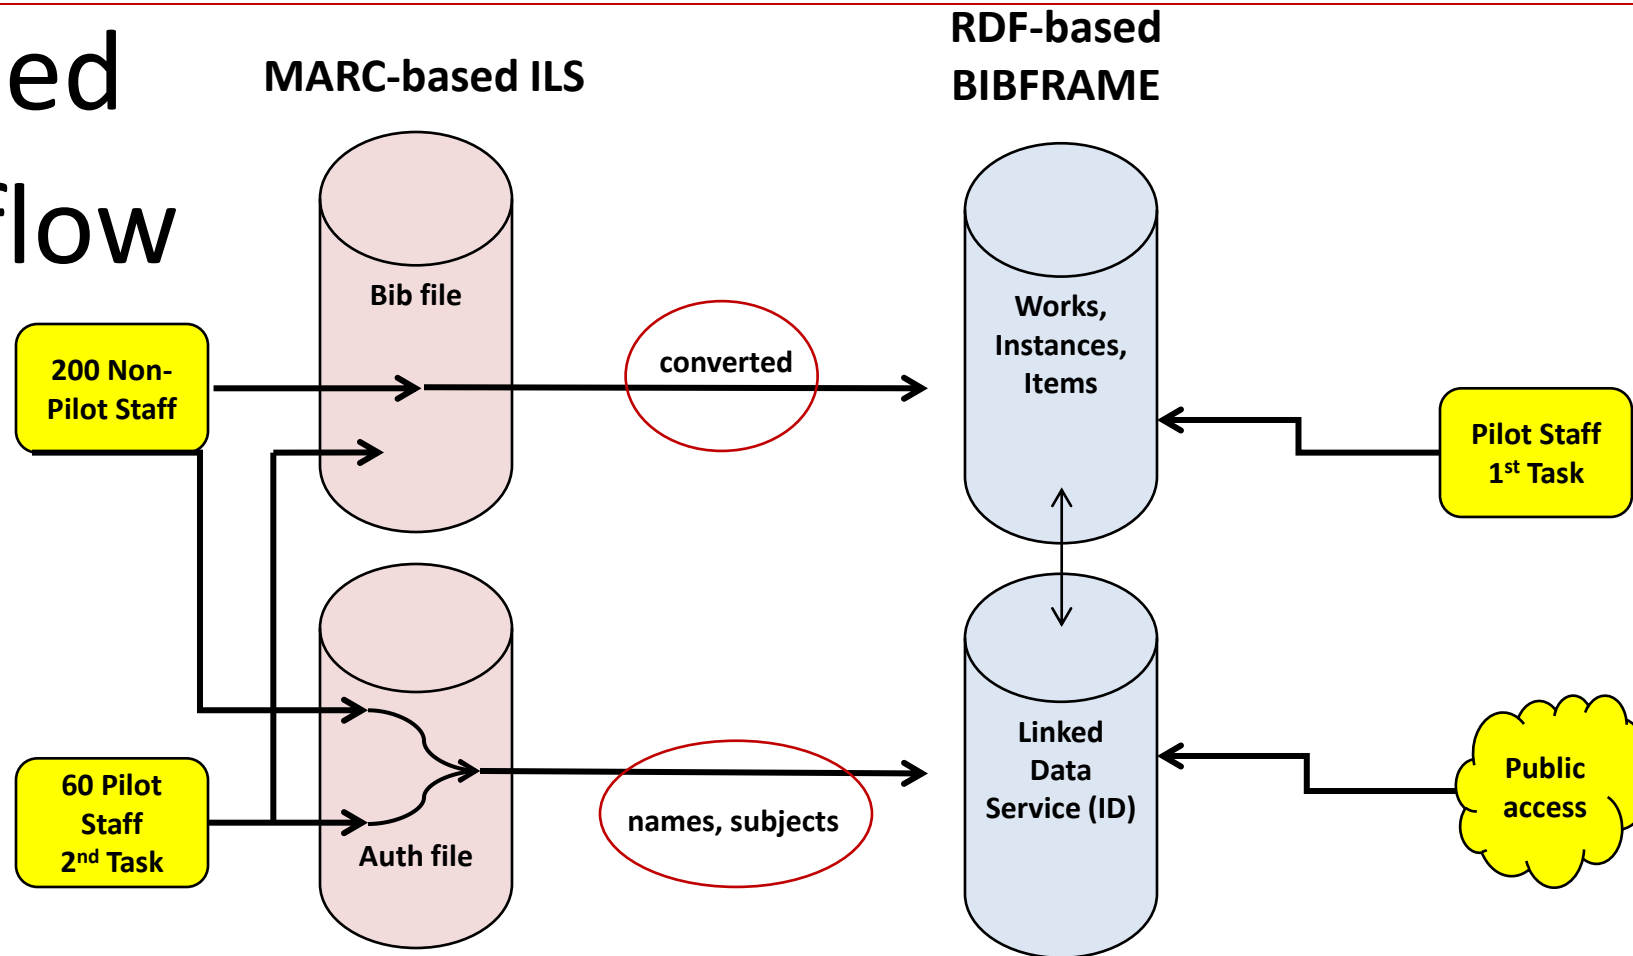 ed
flow
MARC-based ILS
RDF-based
BIBFRAME
Bib file
Works,
Instances,
Items
converted
200 Non-
Pilot Staff
Pilot Staff
1st Task
60 Pilot
Staff
2nd Task
Auth file
names, subjects
Linked
Data
Service (ID)
Public
access